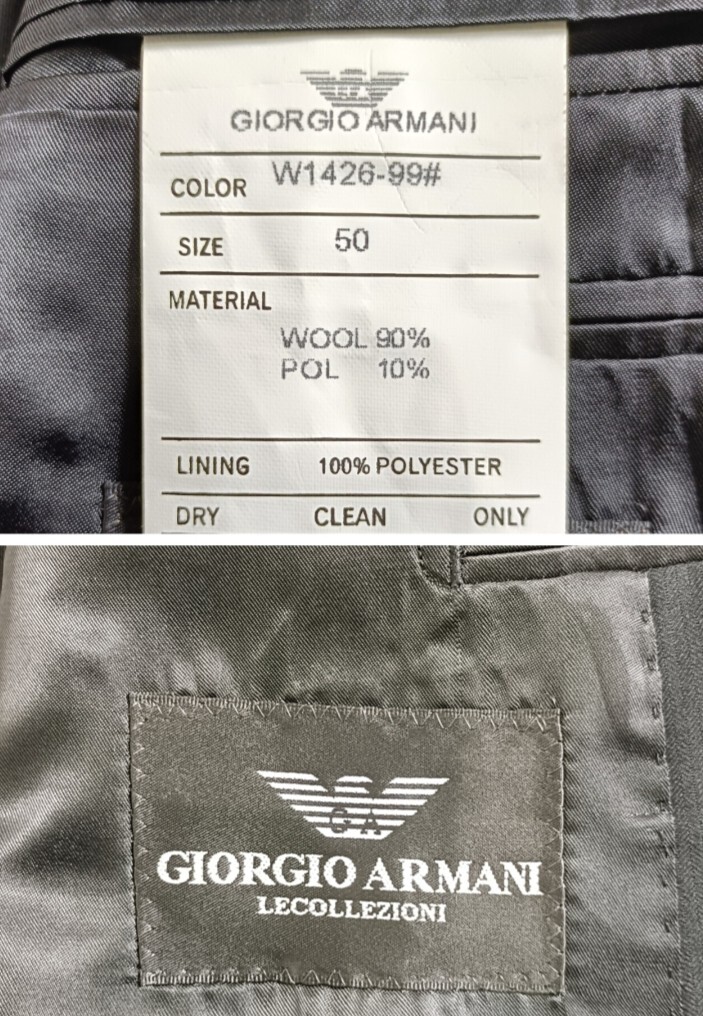 GIORGIO ARMANI
COLOR W1426-99#
SIZE 50
MATERIAL
WOOL 90%
POL 10%
LINING 100% POLYESTER
DRY CLEAN ONLY
GA
GIORGIO ARMANI
LECOLLEZIONI